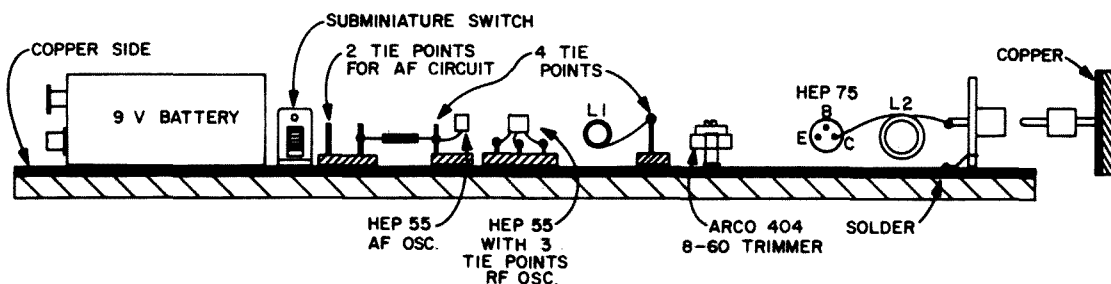 SUBMINIATURE SWITCH
COPPER SIDE
2 TIE POINTS
FOR AF CIRCUIT
4 TIE
POINTS
COPPER
9 V BATTERY
L1
HEP 75
B
E
C
L2
HEP 55
AF OSC.
HEP 55
WITH 3
TIE POINTS
RF OSC.
ARCO 404
8-60 TRIMMER
SOLDER